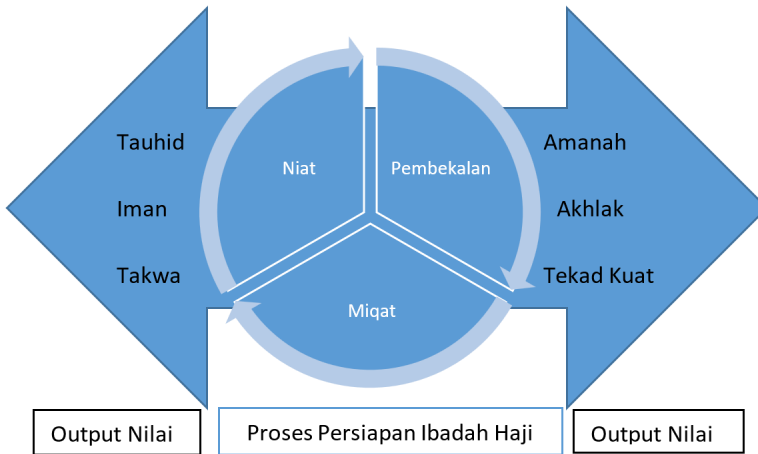 Tauhid
Iman
Takwa
Niat
Pembekalan
Miqat
Amanah
Akhlak
Tekad Kuat
Output Nilai
Proses Persiapan Ibadah Haji
Output Nilai